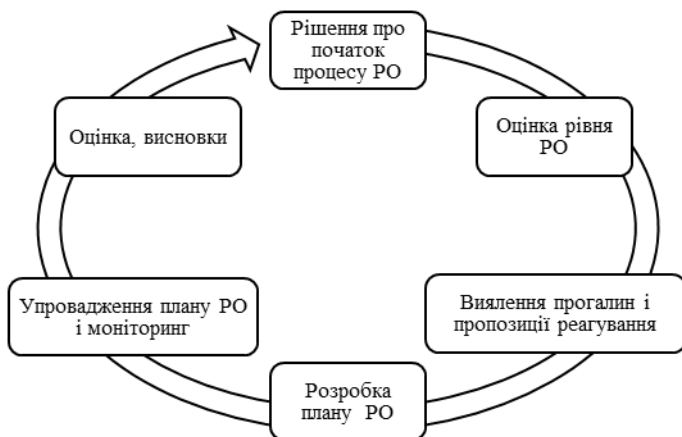 Рішення про
початок
процесу РО
Оцінка рівня
РО
Виялення прогалин і
пропозиції реагування
Розробка
плану РО
Упровадження плану РО
і моніторинг
Оцінка, висновки